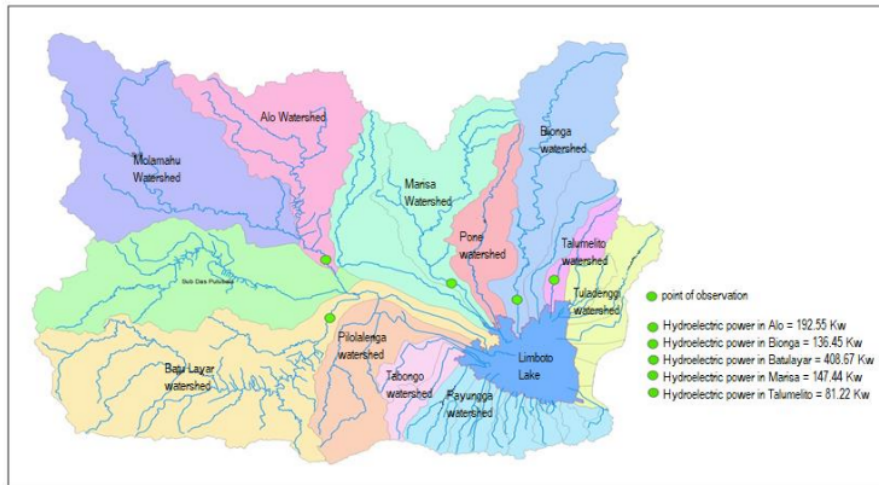 Alo Watershed
Bionga
watershed
Molamahu
Watershed
Marisa
Watershed
Pone
watershed
Talumelito
watershed
Sub Das
Tuladenggi
watershed
point of observation
Hydroelectric power in Alo = 192.55 Kw
Hydroelectric power in Bionga = 136.45 Kw
Hydroelectric power in Batulayar = 408.67 Kw
Hydroelectric power in Marisa = 147.44 Kw
Hydroelectric power in Talumelito = 81.22 Kw
Pilolalenga
watershed
Limboto
Lake
Batu Layar
watershed
Tabongo
watershed
Payungga
watershed